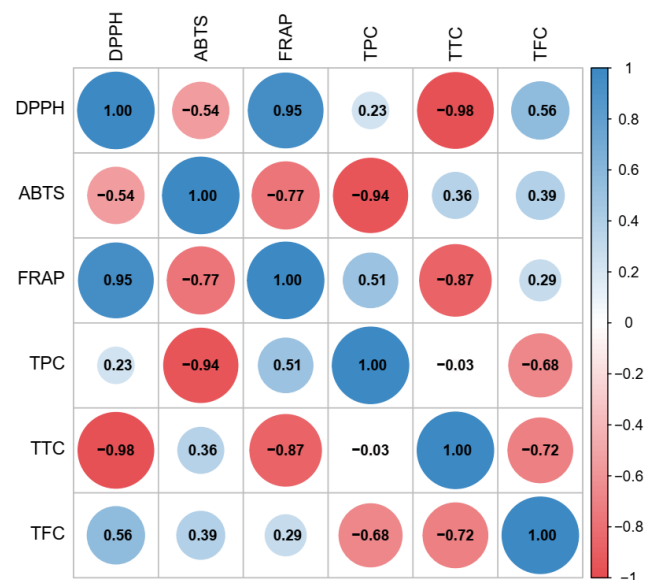 DPPH ABTS FRAP TPC TTC TFC
DPPH 1.00 −0.54 0.95 0.23 −0.98 0.56
ABTS −0.54 1.00 −0.77 −0.94 0.36 0.39
FRAP 0.95 −0.77 1.00 0.51 −0.87 0.29
TPC 0.23 −0.94 0.51 1.00 −0.03 −0.68
TTC −0.98 0.36 −0.87 −0.03 1.00 −0.72
TFC 0.56 0.39 0.29 −0.68 −0.72 1.00
1
0.8
0.6
0.4
0.2
0
−0.2
−0.4
−0.6
−0.8
−1